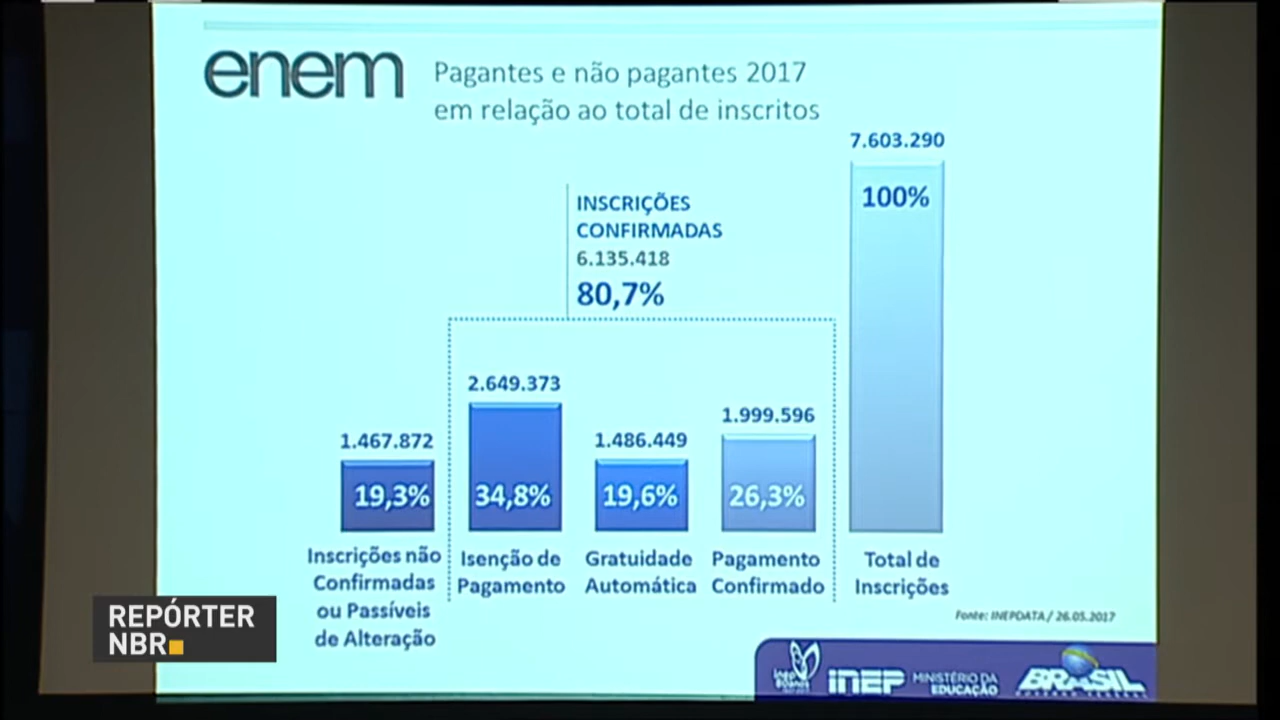 enem
Pagantes e não pagantes 2017
em relação ao total de inscritos
7.603.290
100%
INSCRIÇÕES
CONFIRMADAS
6.135.418
80,7%
2.649.373
1.999.596
1.467.872
1.486.449
19,3%
34,8%
19,6%
26,3%
Inscrições não
Confirmadas
ou Passíveis
de Alteração
Isenção de
Pagamento
Gratuidade
Automática
Pagamento
Confirmado
Total de
Inscrições
Fonte: INEPDATA / 26.05.2017
REPÓRTER
NBR
inep
INEP
MINISTÉRIO DA
EDUCAÇÃO
BRASIL
GOVERNO FEDERAL